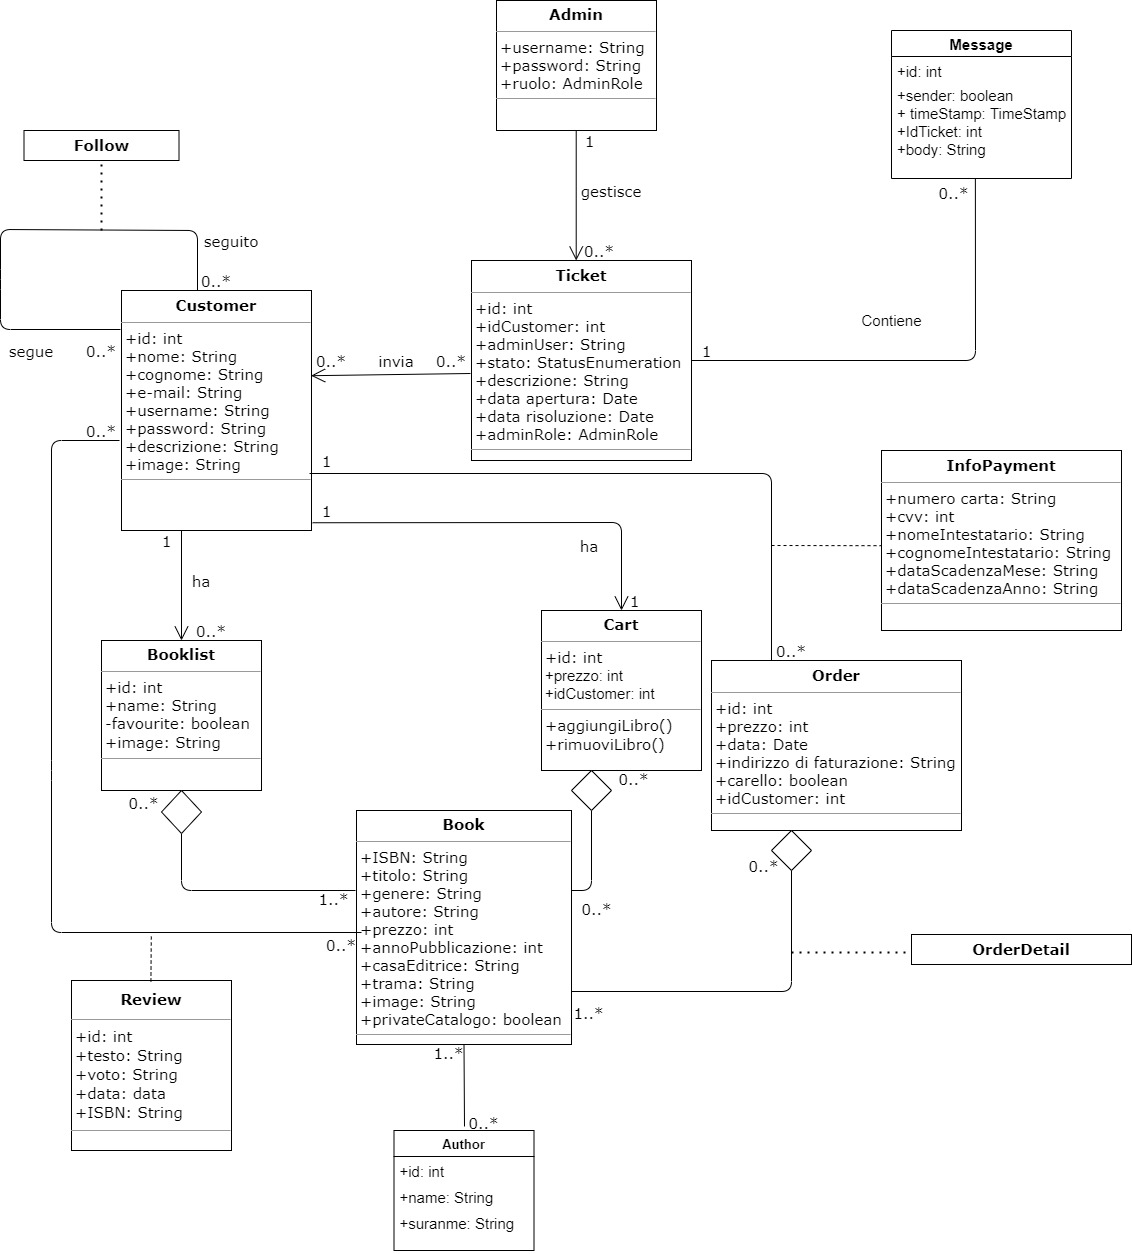 Admin
+username: String
+password: String
+ruolo: AdminRole
1
gestisce
0..*
Message
+id: int
+sender: boolean
+ timeStamp: TimeStamp
+IdTicket: int
+body: String
0..*
Contiene
1
Follow
seguito
0..*
segue
0..*
Customer
+id: int
+nome: String
+cognome: String
+e-mail: String
+username: String
+password: String
+descrizione: String
+image: String
0..*
0..*
invia
0..*
Ticket
+id: int
+idCustomer: int
+adminUser: String
+stato: StatusEnumeration
+descrizione: String
+data apertura: Date
+data risoluzione: Date
+adminRole: AdminRole
1
1
ha
1
InfoPayment
+numero carta: String
+cvv: int
+nomeIntestatario: String
+cognomeIntestatario: String
+dataScadenzaMese: String
+dataScadenzaAnno: String
1
ha
0..*
Booklist
+id: int
+name: String
-favourite: boolean
+image: String
0..*
1..*
Cart
+id: int
+prezzo: int
+idCustomer: int
+aggiungiLibro()
+rimuoviLibro()
0..*
0..*
0..*
Order
+id: int
+prezzo: int
+data: Date
+indirizzo di faturazione: String
+carello: boolean
+idCustomer: int
0..*
1..*
OrderDetail
Book
+ISBN: String
+titolo: String
+genere: String
+autore: String
+prezzo: int
+annoPubblicazione: int
+casaEditrice: String
+trama: String
+image: String
+privateCatalogo: boolean
0..*
Review
+id: int
+testo: String
+voto: String
+data: data
+ISBN: String
1..*
0..*
Author
+id: int
+name: String
+suranme: String